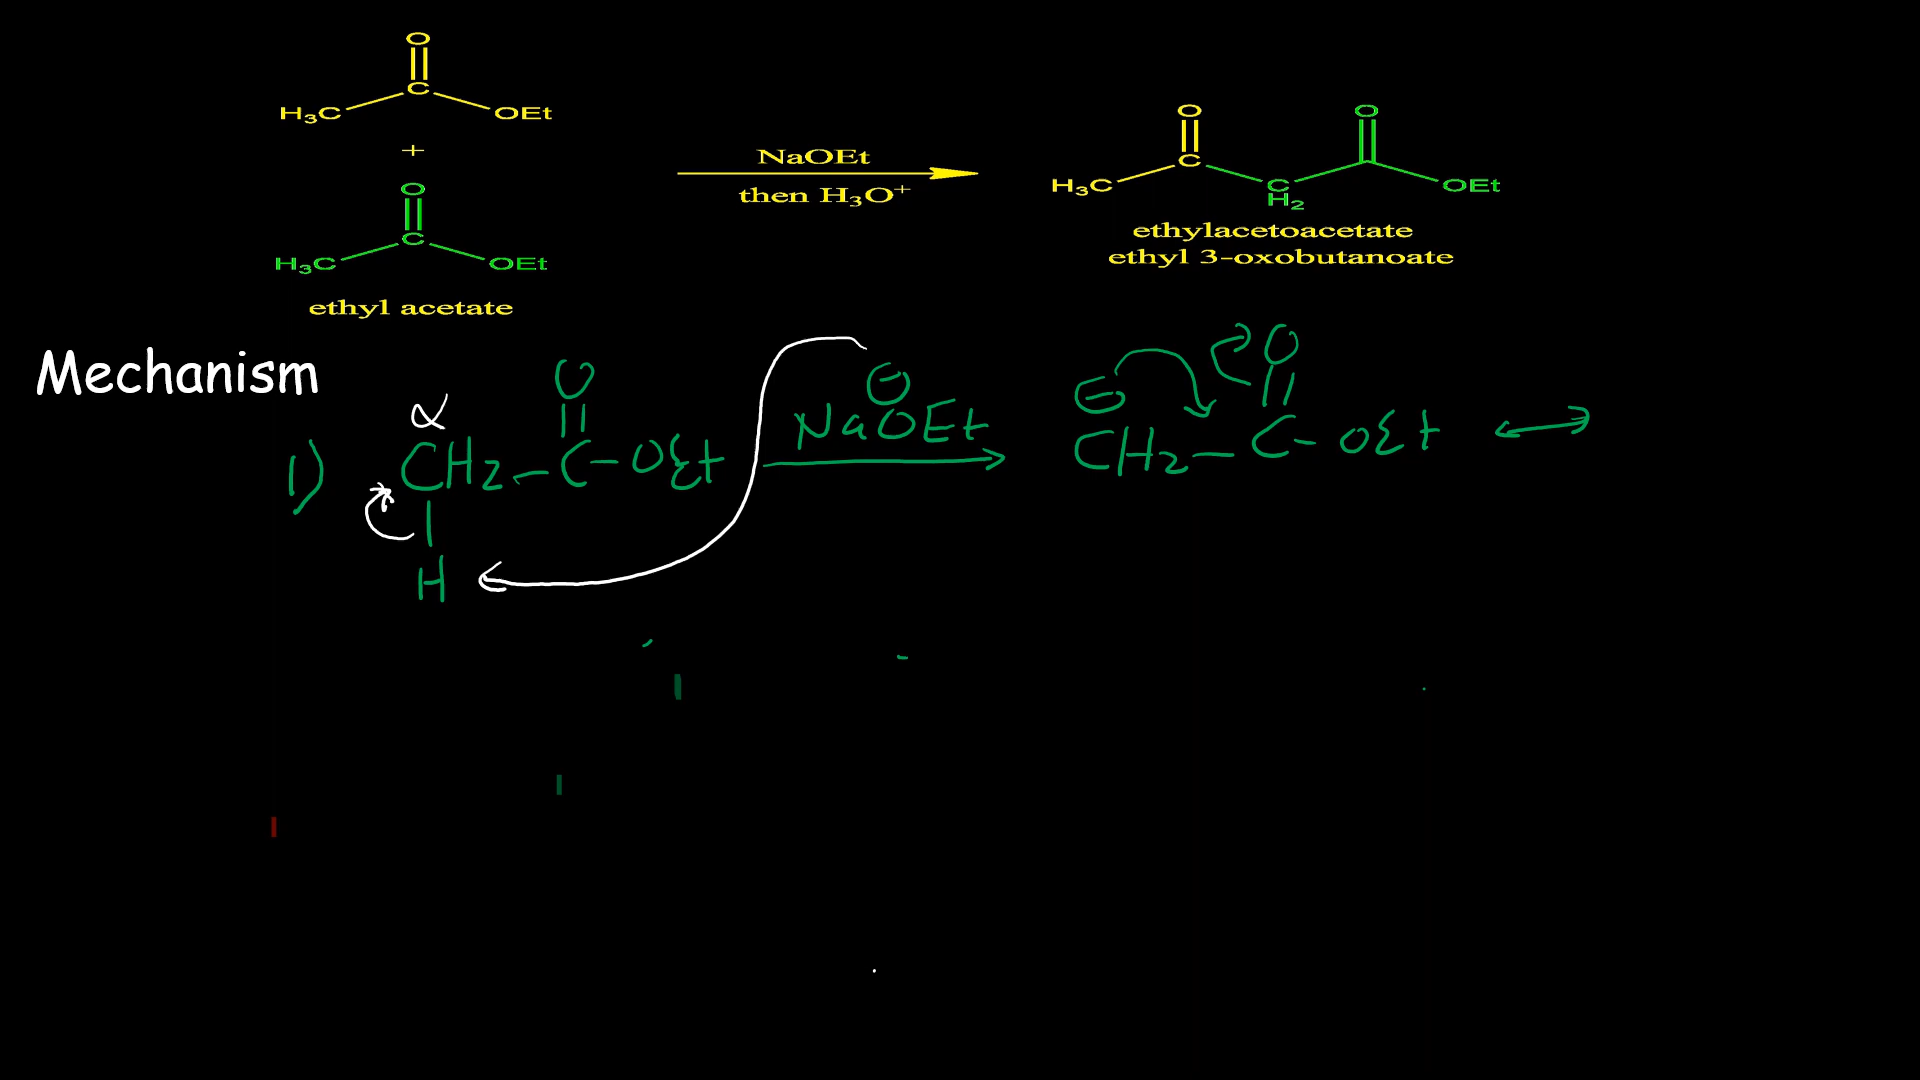 O
C
H₃C OEt
+
O
C
H₃C OEt
ethyl acetate
NaOEt
then H₃O⁺
O O
C
H₃C C OEt
H₂
ethylacetoacetate
ethyl 3-oxobutanoate
Mechanism
α
O
1) CH₂-C-OEt
H
⊖
NaOEt
⊖ O
CH₂-C-OEt ↔